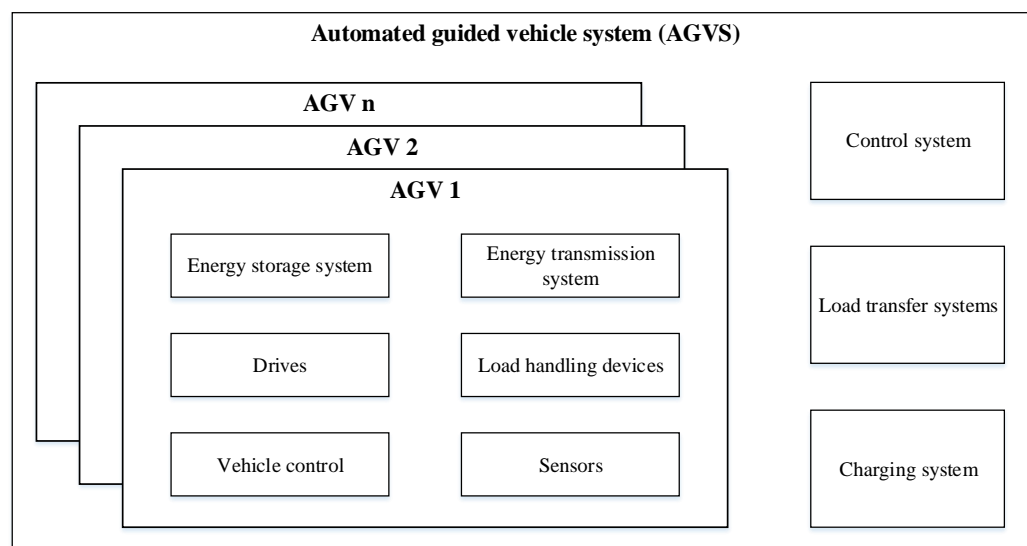 Automated guided vehicle system (AGVS)
AGV n
AGV 2
AGV 1
Energy storage system
Energy transmission
system
Drives
Load handling devices
Vehicle control
Sensors
Control system
Load transfer systems
Charging system